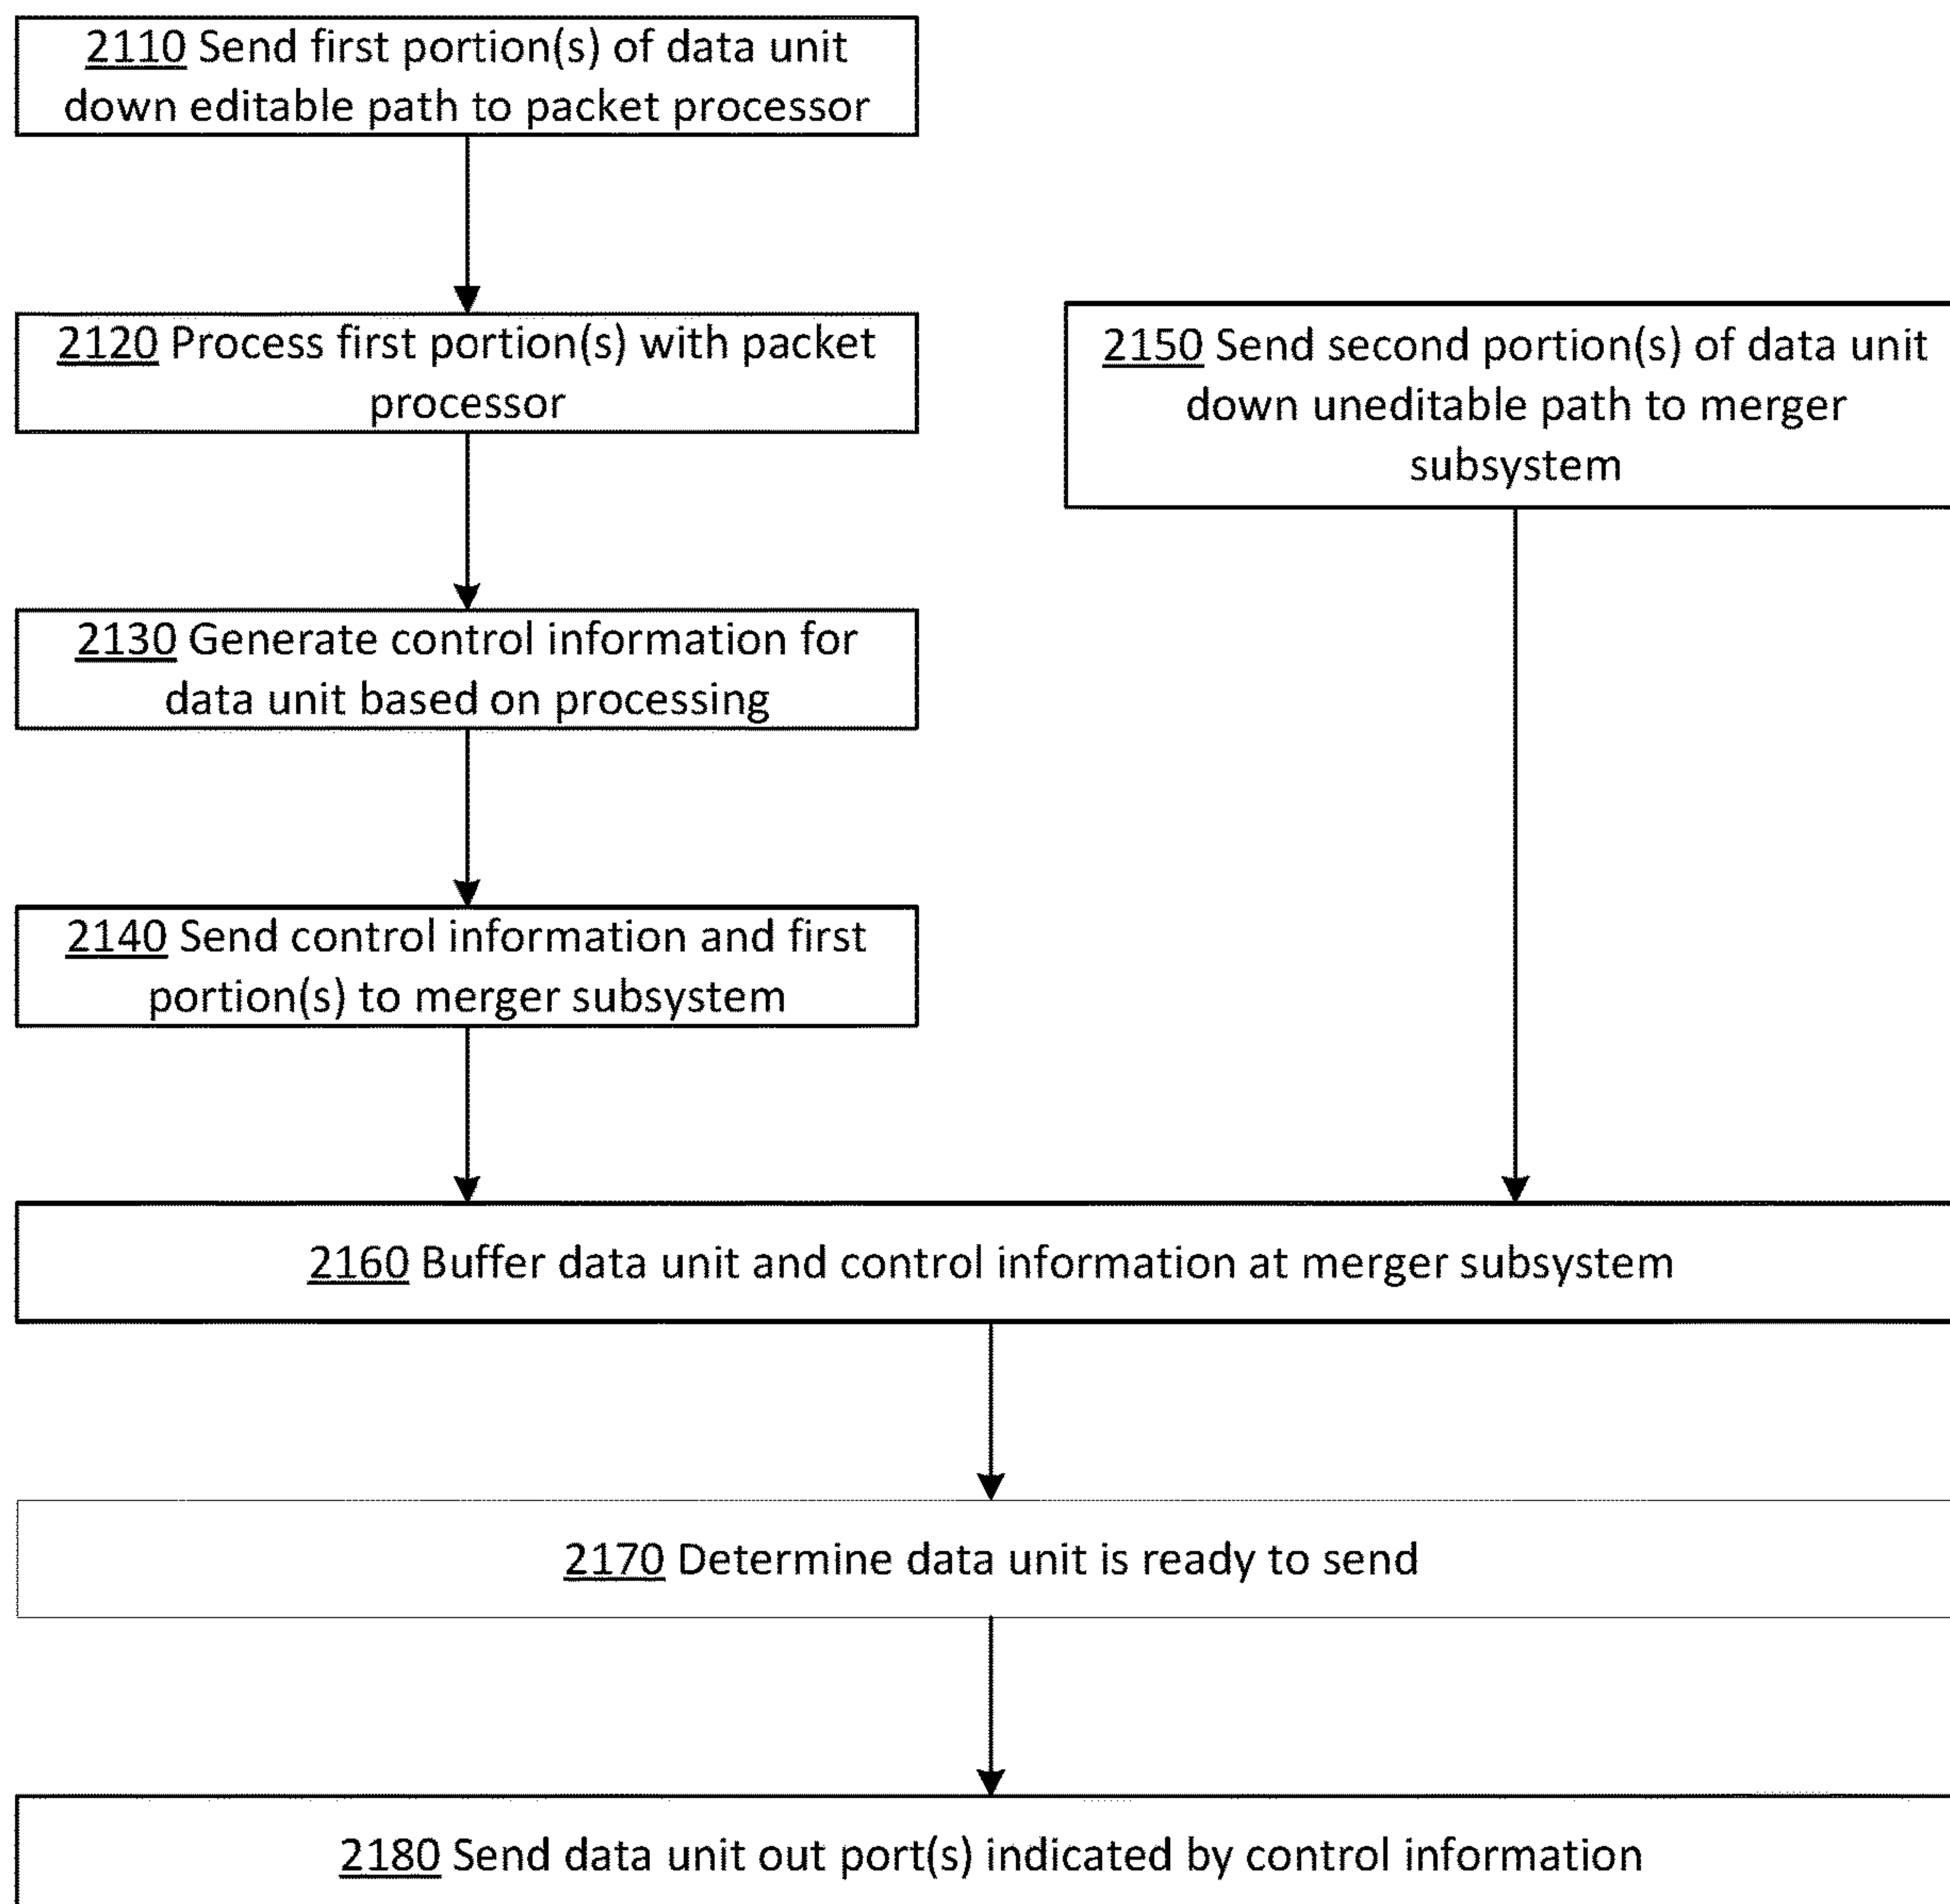 2110 Send first portion(s) of data unit
down editable path to packet processor
2120 Process first portion(s) with packet
processor
2130 Generate control information for
data unit based on processing
2140 Send control information and first
portion(s) to merger subsystem
2150 Send second portion(s) of data unit
down uneditable path to merger
subsystem
2160 Buffer data unit and control information at merger subsystem
2170 Determine data unit is ready to send
2180 Send data unit out port(s) indicated by control information